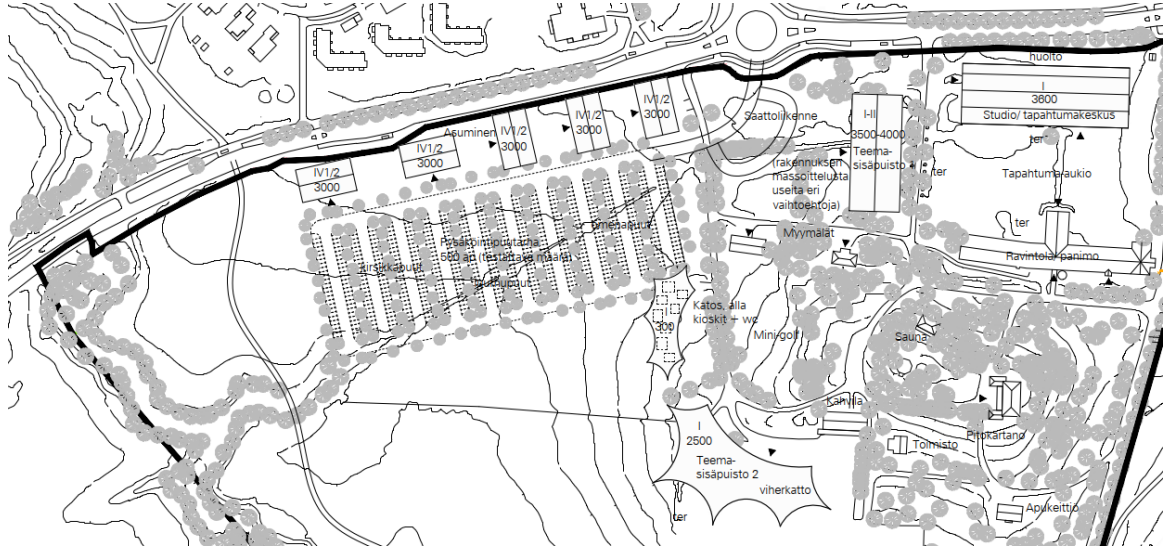 huolto
I
3600
Studio/ tapahtumakeskus
ter
Tapahtuma-aukio
ter
ter
Ravintola/panimo
I-II
3500-4000
Teema-
sisäpuisto 1
Saattoliikenne
(rakennuksen
massoittelusta
useita eri
vaihtoehtoja)
Myymälät
IV1/2
3000
IV1/2
3000
Asuminen
IV1/2
3000
IV1/2
3000
IV1/2
3000
omenapuut
Pysäköintipuutarha
500 ap (testattava määrä)
kirsikkapuut
I
300
Katos, alla
kioskit + wc
Mini-golf
Sauna
Kahvila
Pitokartano
Toimisto
I
2500
Teema-
sisäpuisto 2
viherkatto
ter
Apukeittiö